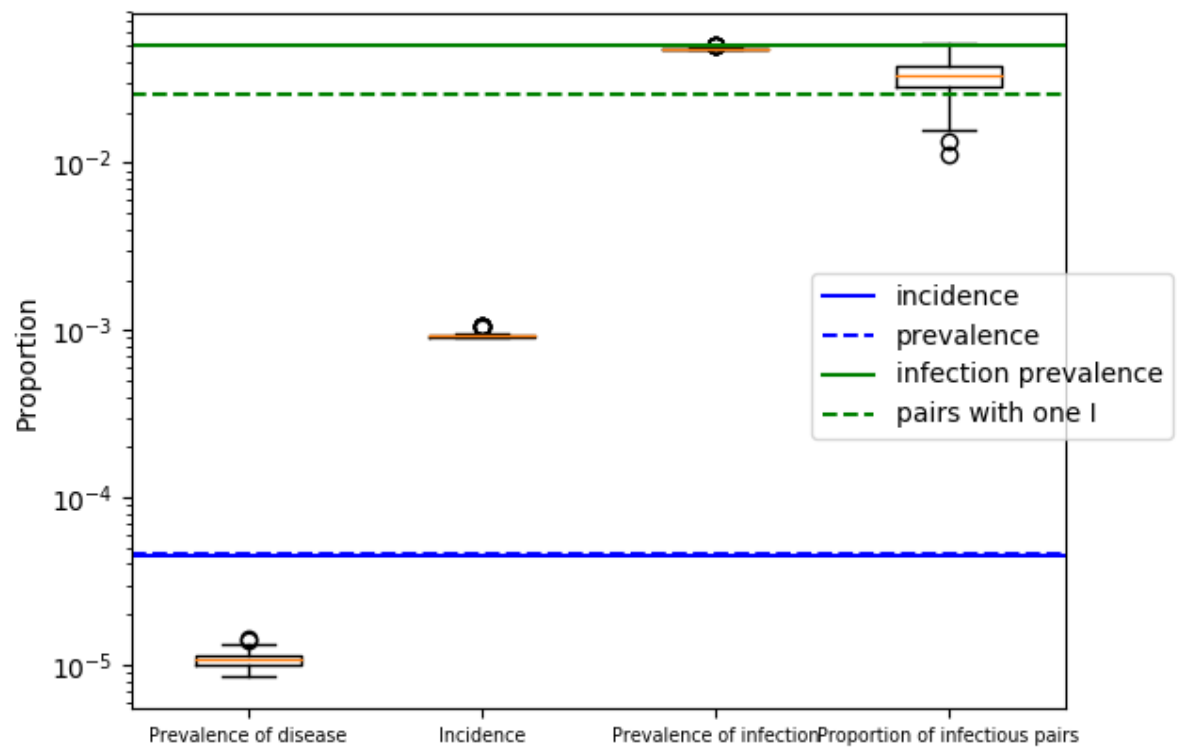 Proportion
10⁻²
10⁻³
10⁻⁴
10⁻⁵
incidence
prevalence
infection prevalence
pairs with one I
Prevalence of disease
Incidence
Prevalence of infection
Proportion of infectious pairs